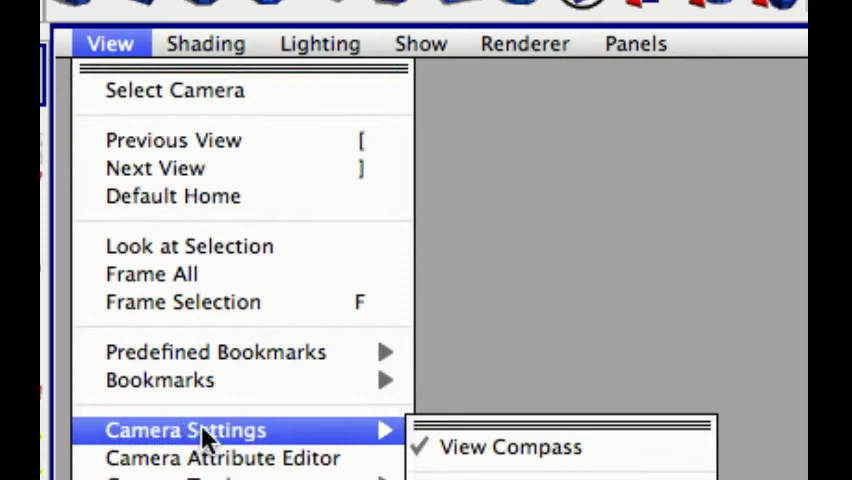 View Shading Lighting Show Renderer Panels
Select Camera
Previous View [
Next View ]
Default Home
Look at Selection
Frame All
Frame Selection F
Predefined Bookmarks
Bookmarks
Camera Settings
View Compass
Camera Attribute Editor